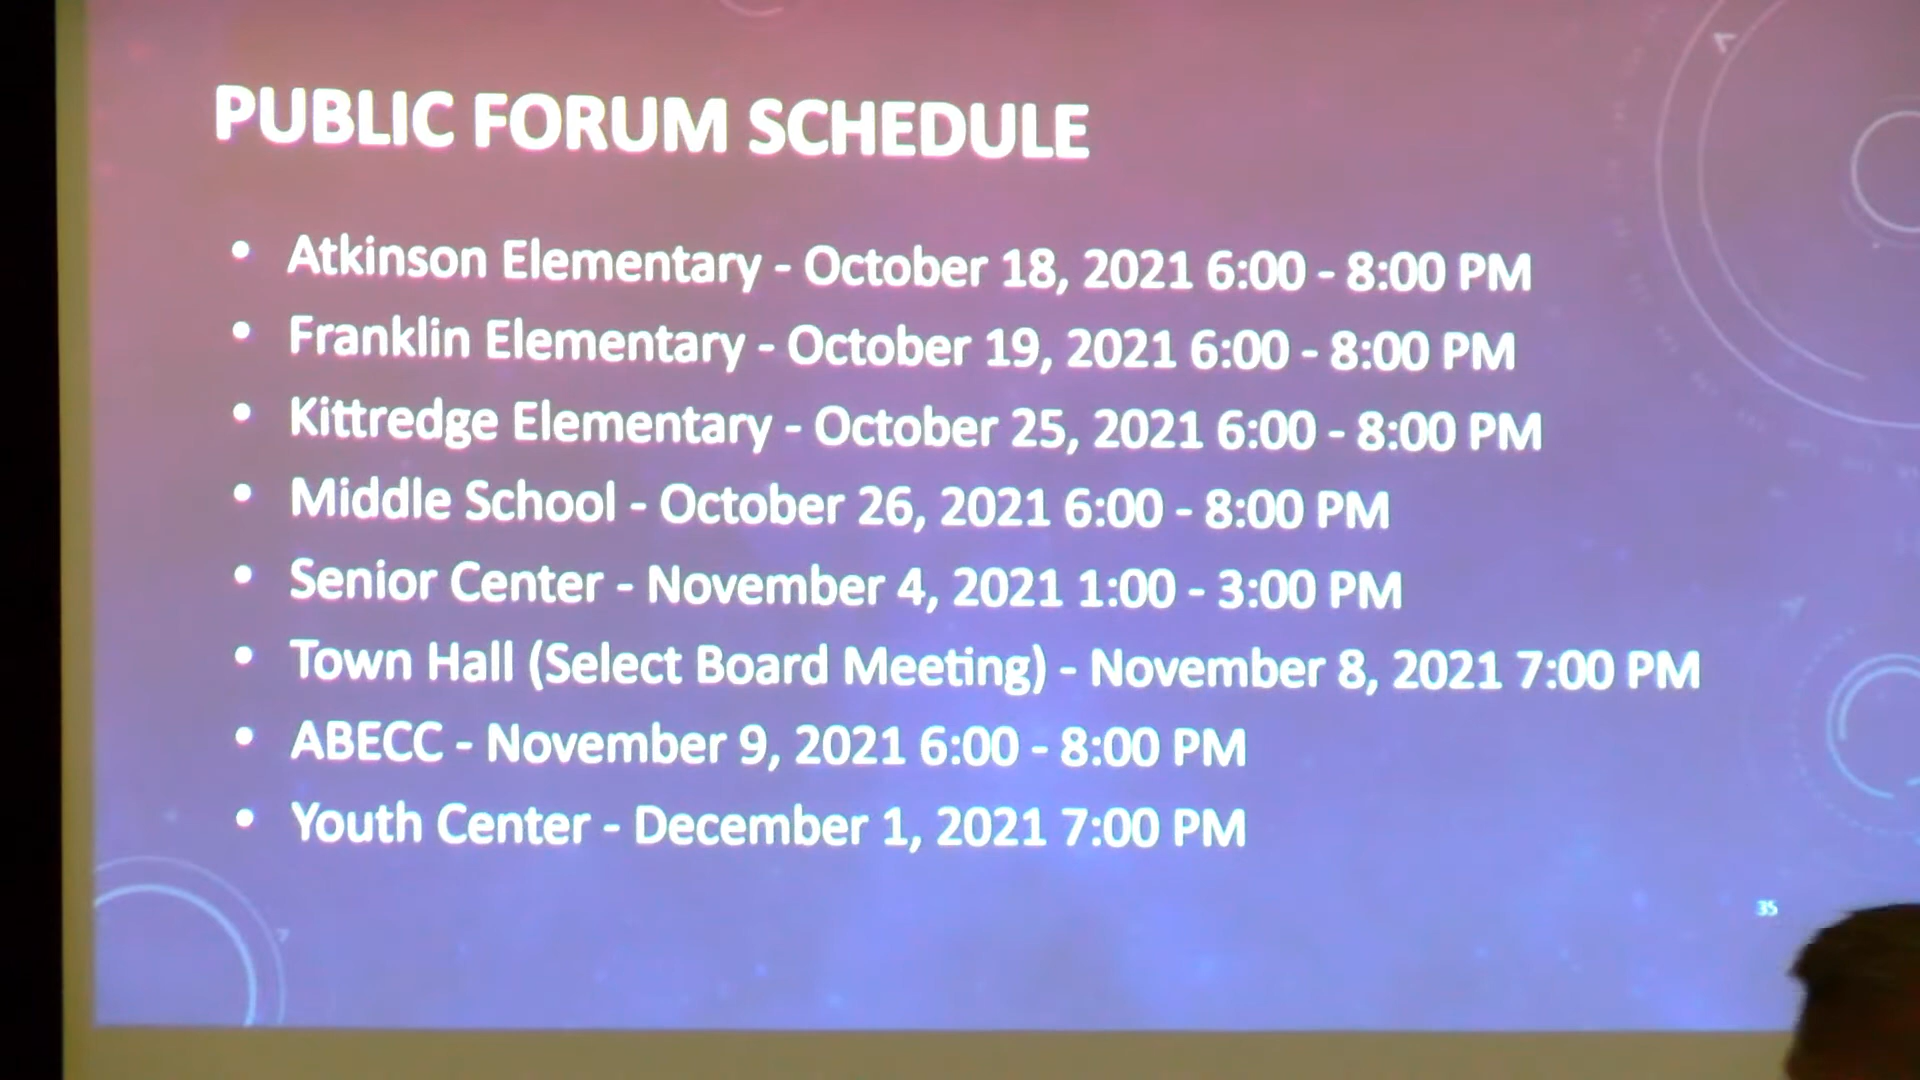 PUBLIC FORUM SCHEDULE
• Atkinson Elementary - October 18, 2021 6:00 - 8:00 PM
• Franklin Elementary - October 19, 2021 6:00 - 8:00 PM
• Kittredge Elementary - October 25, 2021 6:00 - 8:00 PM
• Middle School - October 26, 2021 6:00 - 8:00 PM
• Senior Center - November 4, 2021 1:00 - 3:00 PM
• Town Hall (Select Board Meeting) - November 8, 2021 7:00 PM
• ABECC - November 9, 2021 6:00 - 8:00 PM
• Youth Center - December 1, 2021 7:00 PM
35